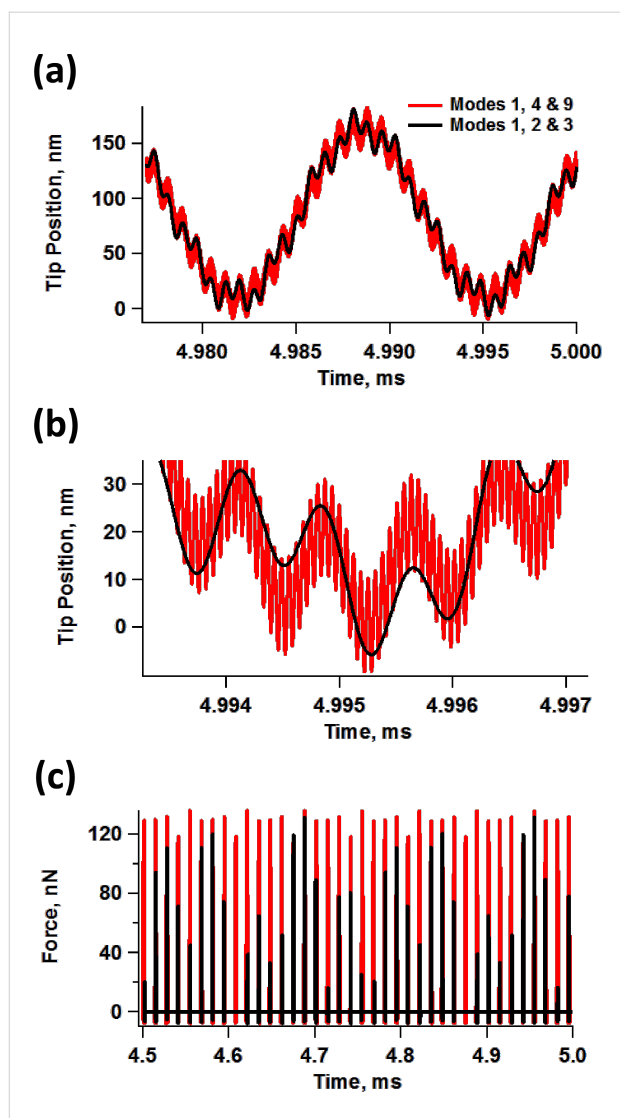 (a)
Modes 1, 4 & 9
Modes 1, 2 & 3
150
100
50
0
Tip Position, nm
4.980 4.985 4.990 4.995 5.000
Time, ms
(b)
30
20
10
0
Tip Position, nm
4.994 4.995 4.996 4.997
Time, ms
(c)
120
80
40
0
Force, nN
4.5 4.6 4.7 4.8 4.9 5.0
Time, ms